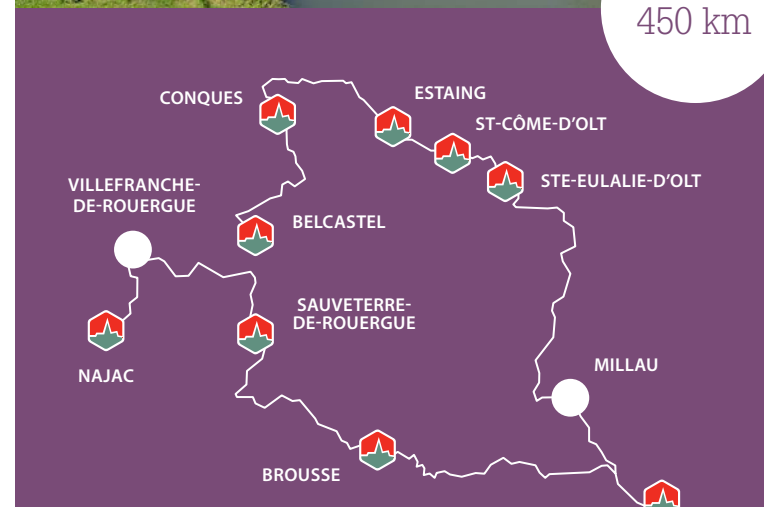 450 km
CONQUES
ESTAING
ST-CÔME-D'OLT
STE-EULALIE-D'OLT
VILLEFRANCHE-
DE-ROUERGUE
BELCASTEL
SAUVETERRE-
DE-ROUERGUE
NAJAC
MILLAU
BROUSSE